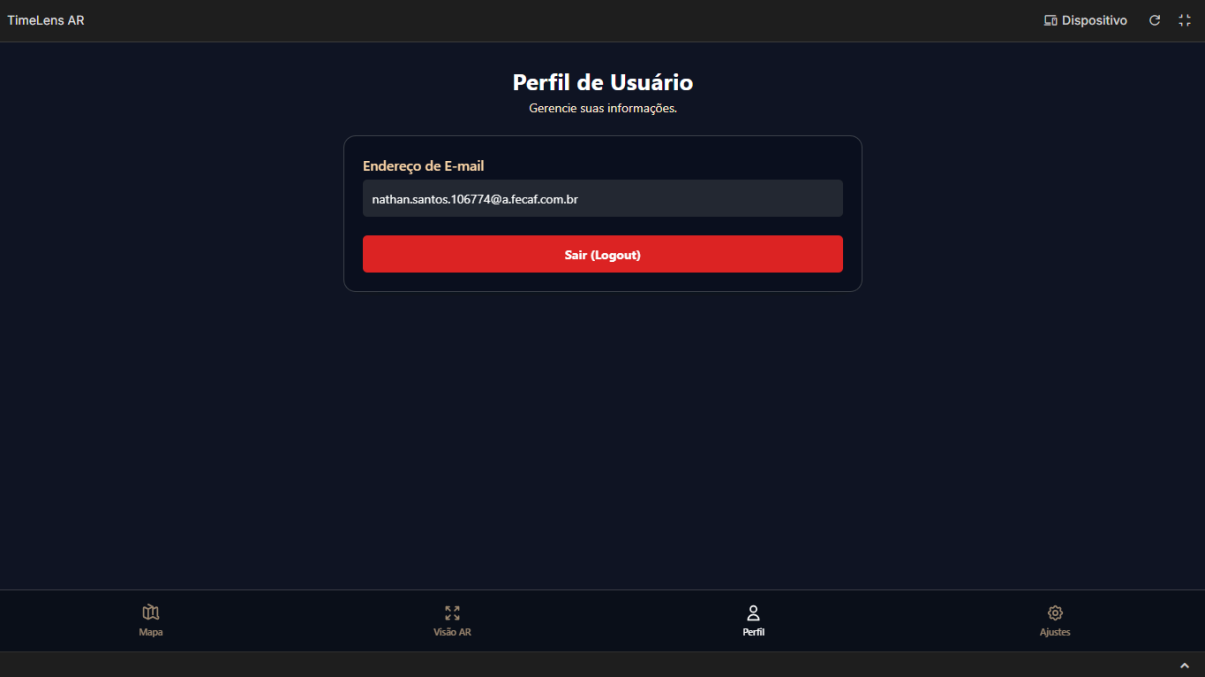 TimeLens AR
Dispositivo
Perfil de Usuário
Gerencie suas informações.
Endereço de E-mail
nathan.santos.106774@a.fecaf.com.br
Sair (Logout)
Mapa
Visão AR
Perfil
Ajustes